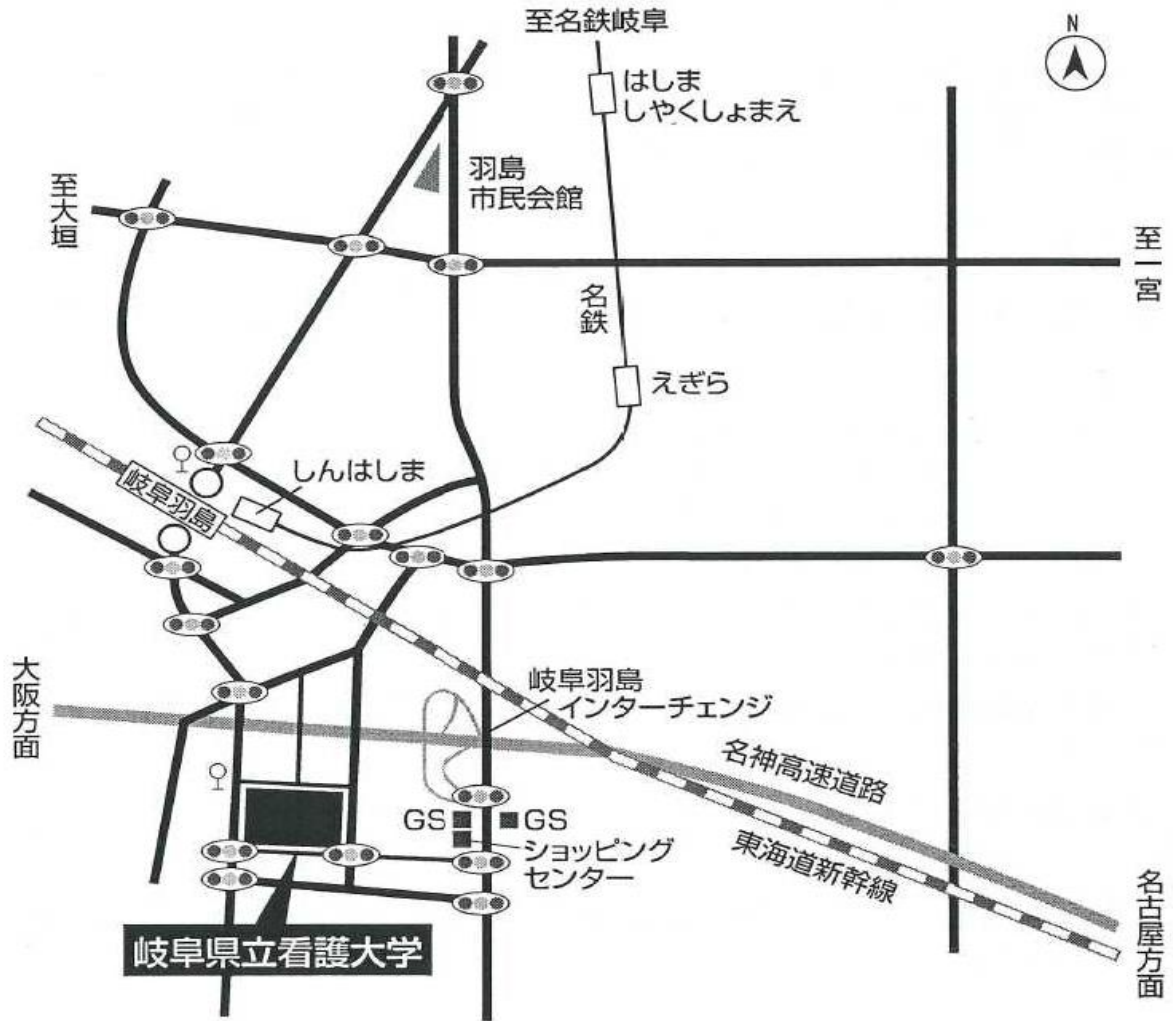 至名鉄岐阜
N
はしま
しやくしょまえ
羽島
市民会館
至大垣
至一宮
名鉄
えぎら
しんはしま
岐阜羽島
大阪方面
岐阜羽島
インターチェンジ
名神高速道路
GS
GS
ショッピング
センター
東海道新幹線
名古屋方面
岐阜県立看護大学